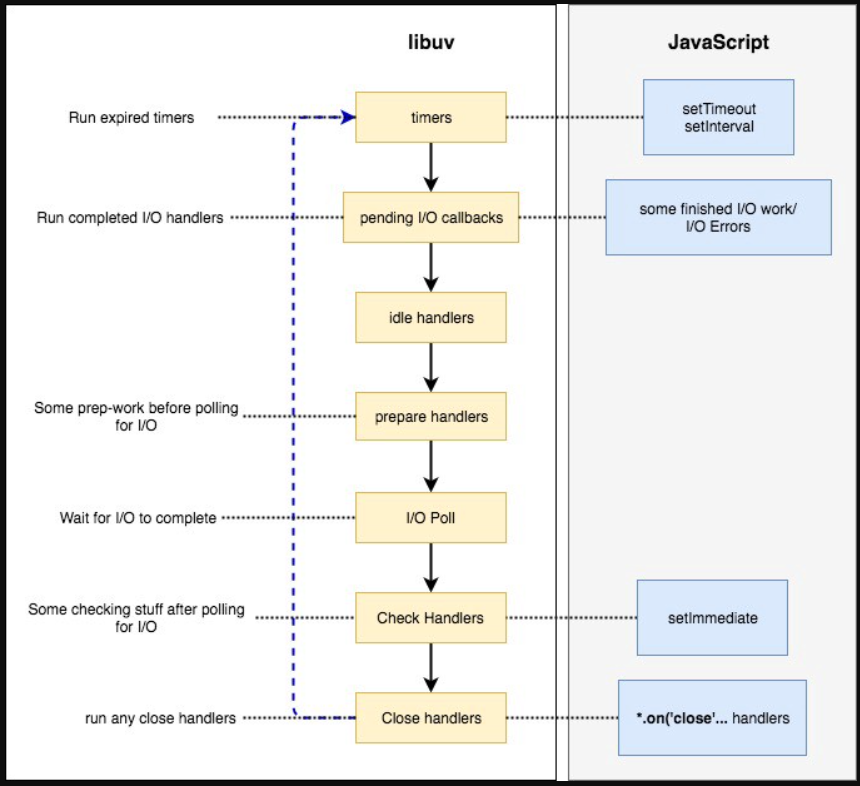 libuv
JavaScript
Run expired timers
timers
setTimeout
setInterval
Run completed I/O handlers
pending I/O callbacks
some finished I/O work/
I/O Errors
idle handlers
Some prep-work before polling
for I/O
prepare handlers
Wait for I/O to complete
I/O Poll
Some checking stuff after polling
for I/O
Check Handlers
setImmediate
run any close handlers
Close handlers
*.on('close'... handlers